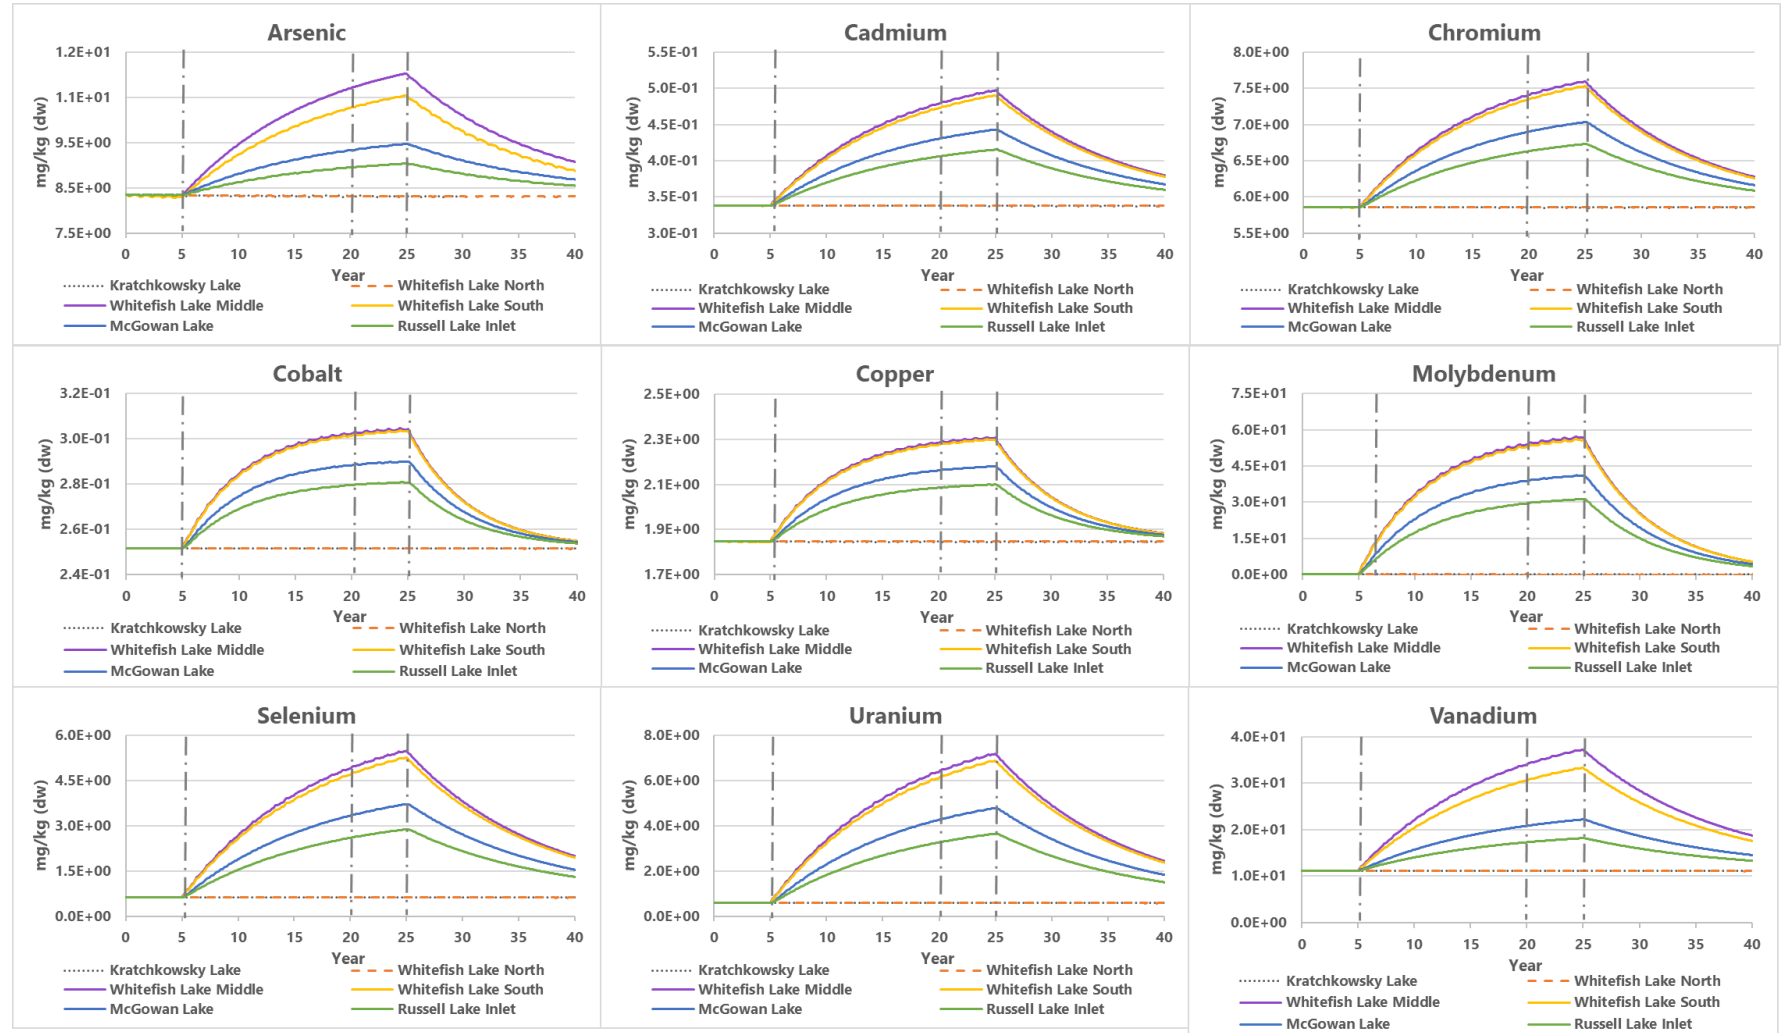 Arsenic
1.2E+01
1.1E+01
9.5E+00
8.5E+00
7.5E+00
mg/kg (dw)
0 5 10 15 20 25 30 35 40
Year
Kratchkowsky Lake Whitefish Lake North
Whitefish Lake Middle Whitefish Lake South
McGowan Lake Russell Lake Inlet
Cadmium
5.5E-01
5.0E-01
4.5E-01
4.0E-01
3.5E-01
3.0E-01
mg/kg (dw)
0 5 10 15 20 25 30 35 40
Year
Kratchkowsky Lake Whitefish Lake North
Whitefish Lake Middle Whitefish Lake South
McGowan Lake Russell Lake Inlet
Chromium
8.0E+00
7.5E+00
7.0E+00
6.5E+00
6.0E+00
5.5E+00
mg/kg (dw)
0 5 10 15 20 25 30 35 40
Year
Kratchkowsky Lake Whitefish Lake North
Whitefish Lake Middle Whitefish Lake South
McGowan Lake Russell Lake Inlet
Cobalt
3.2E-01
3.0E-01
2.8E-01
2.6E-01
2.4E-01
mg/kg (dw)
0 5 10 15 20 25 30 35 40
Year
Kratchkowsky Lake Whitefish Lake North
Whitefish Lake Middle Whitefish Lake South
McGowan Lake Russell Lake Inlet
Copper
2.5E+00
2.3E+00
2.1E+00
1.9E+00
1.7E+00
mg/kg (dw)
0 5 10 15 20 25 30 35 40
Year
Kratchkowsky Lake Whitefish Lake North
Whitefish Lake Middle Whitefish Lake South
McGowan Lake Russell Lake Inlet
Molybdenum
7.5E+01
6.0E+01
4.5E+01
3.0E+01
1.5E+01
0.0E+00
mg/kg (dw)
0 5 10 15 20 25 30 35 40
Year
Kratchkowsky Lake Whitefish Lake North
Whitefish Lake Middle Whitefish Lake South
McGowan Lake Russell Lake Inlet
Selenium
6.0E+00
4.5E+00
3.0E+00
1.5E+00
0.0E+00
mg/kg (dw)
0 5 10 15 20 25 30 35 40
Year
Kratchkowsky Lake Whitefish Lake North
Whitefish Lake Middle Whitefish Lake South
McGowan Lake Russell Lake Inlet
Uranium
8.0E+00
6.0E+00
4.0E+00
2.0E+00
0.0E+00
mg/kg (dw)
0 5 10 15 20 25 30 35 40
Year
Kratchkowsky Lake Whitefish Lake North
Whitefish Lake Middle Whitefish Lake South
McGowan Lake Russell Lake Inlet
Vanadium
4.0E+01
3.0E+01
2.0E+01
1.0E+01
0.0E+00
mg/kg (dw)
0 5 10 15 20 25 30 35 40
Year
Kratchkowsky Lake Whitefish Lake North
Whitefish Lake Middle Whitefish Lake South
McGowan Lake Russell Lake Inlet